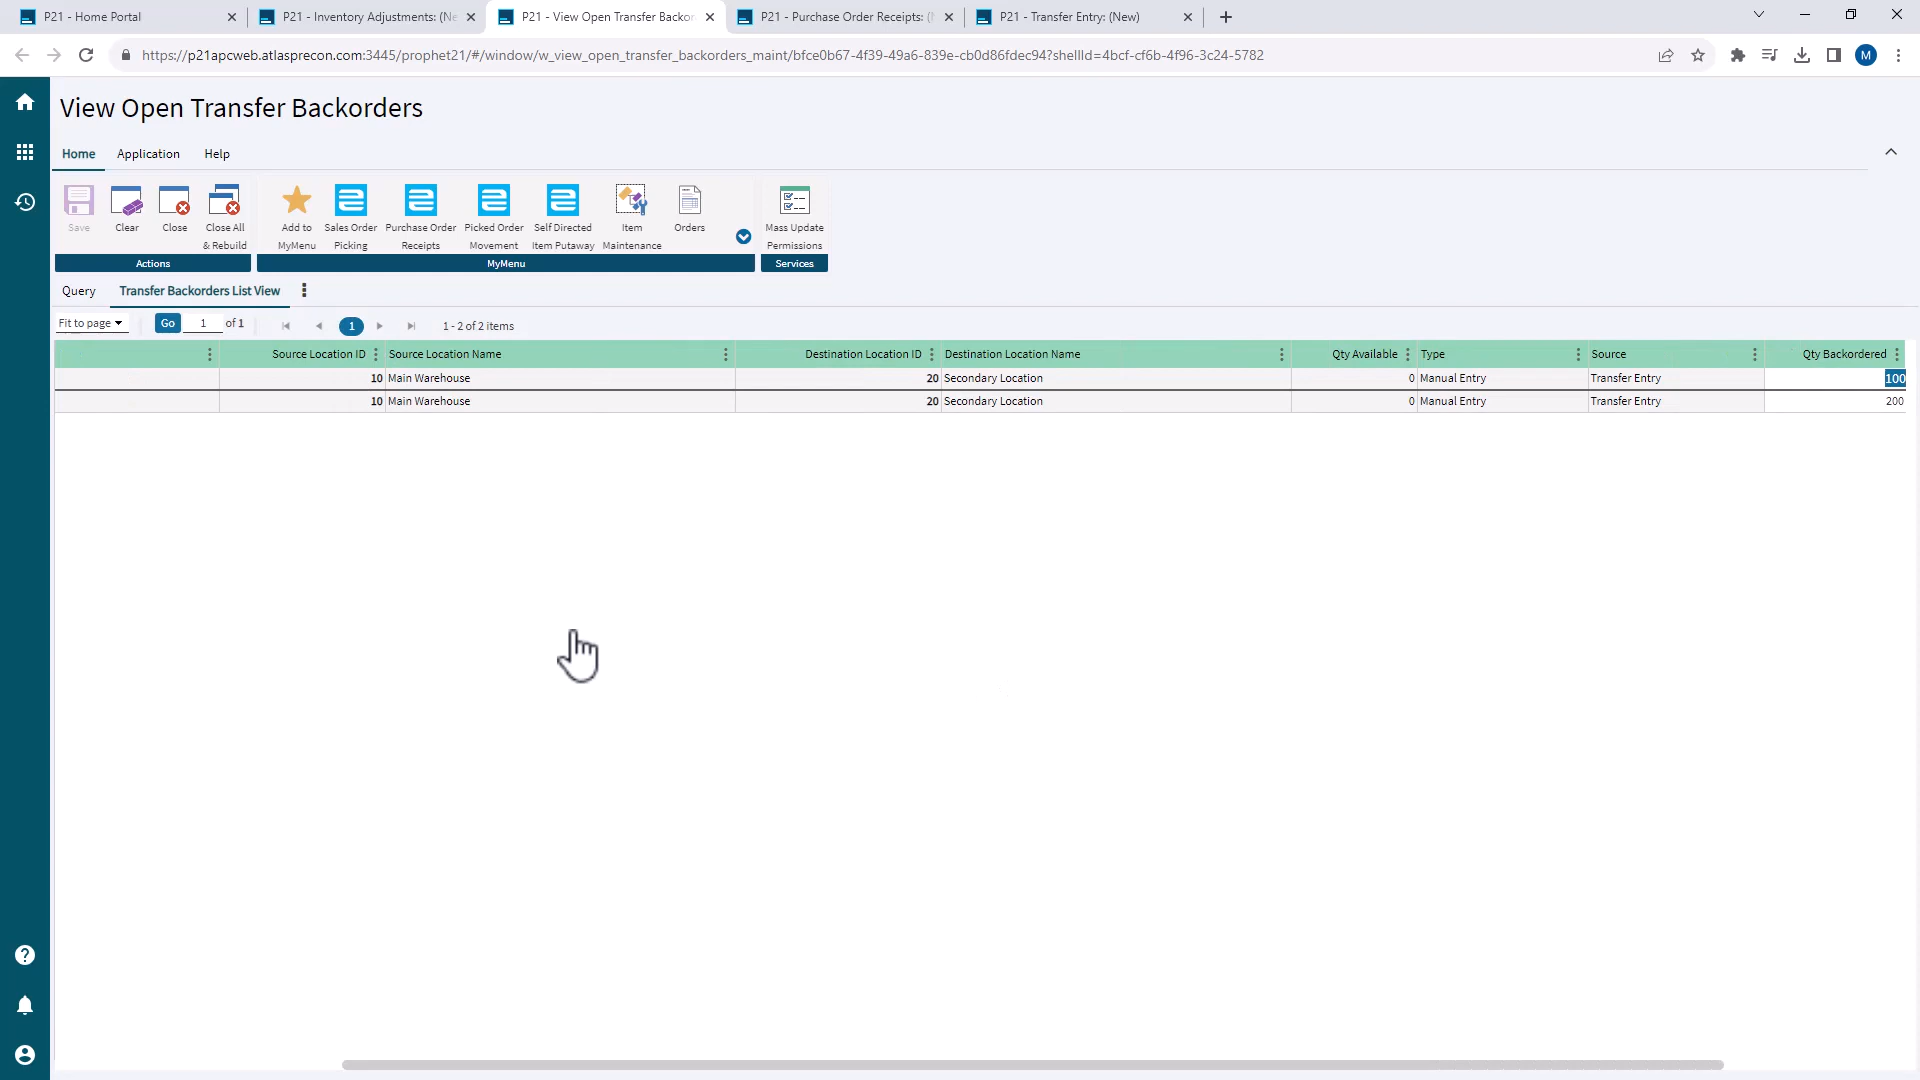 P21 - Home Portal
P21 - Inventory Adjustments: (Ne
P21 - View Open Transfer Backor
P21 - Purchase Order Receipts: (
P21 - Transfer Entry: (New)
https://p21apcweb.atlasprecon.com:3445/prophet21/#/window/w_view_open_transfer_backorders_maint/bfce0b67-4f39-49a6-839e-cb0d86fdec94?shellId=4bcf-cf6b-4f96-3c24-5782
M
View Open Transfer Backorders
Home Application Help
Save
Clear
Close
Close All
& Rebuild
Add to
MyMenu
Sales Order
Picking
Purchase Order
Receipts
Picked Order
Movement
Self Directed
Item Putaway
Item
Maintenance
Orders
Mass Update
Permissions
Actions MyMenu Services
Query Transfer Backorders List View
Fit to page Go 1 of 1 1 1 - 2 of 2 items
Source Location ID Source Location Name Destination Location ID Destination Location Name Qty Available Type Source Qty Backordered
10 Main Warehouse 20 Secondary Location 0 Manual Entry Transfer Entry 100
10 Main Warehouse 20 Secondary Location 0 Manual Entry Transfer Entry 200